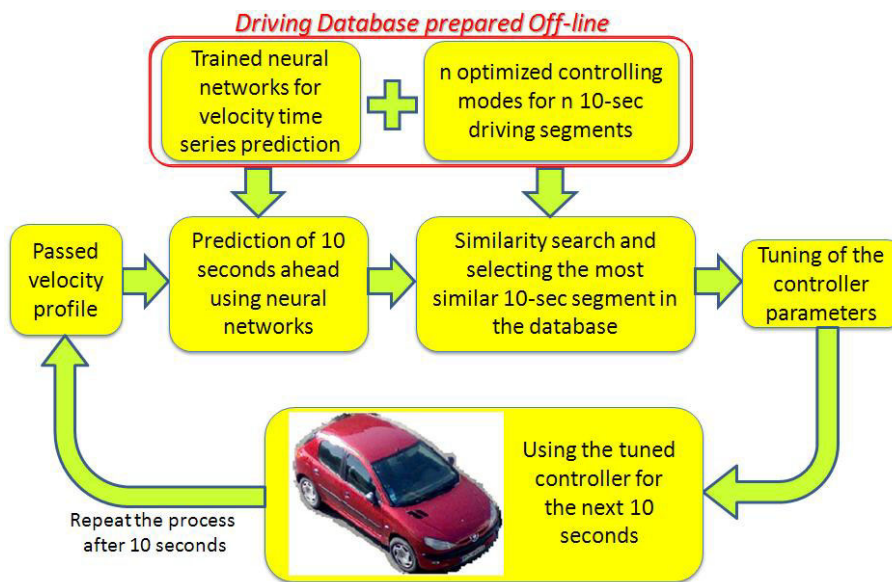 Driving Database prepared Off-line
Trained neural
networks for
velocity time
series prediction
n optimized controlling
modes for n 10-sec
driving segments
Passed
velocity
profile
Prediction of 10
seconds ahead
using neural
networks
Similarity search and
selecting the most
similar 10-sec segment in
the database
Tuning of the
controller
parameters
Using the tuned
controller for
the next 10
seconds
Repeat the process
after 10 seconds